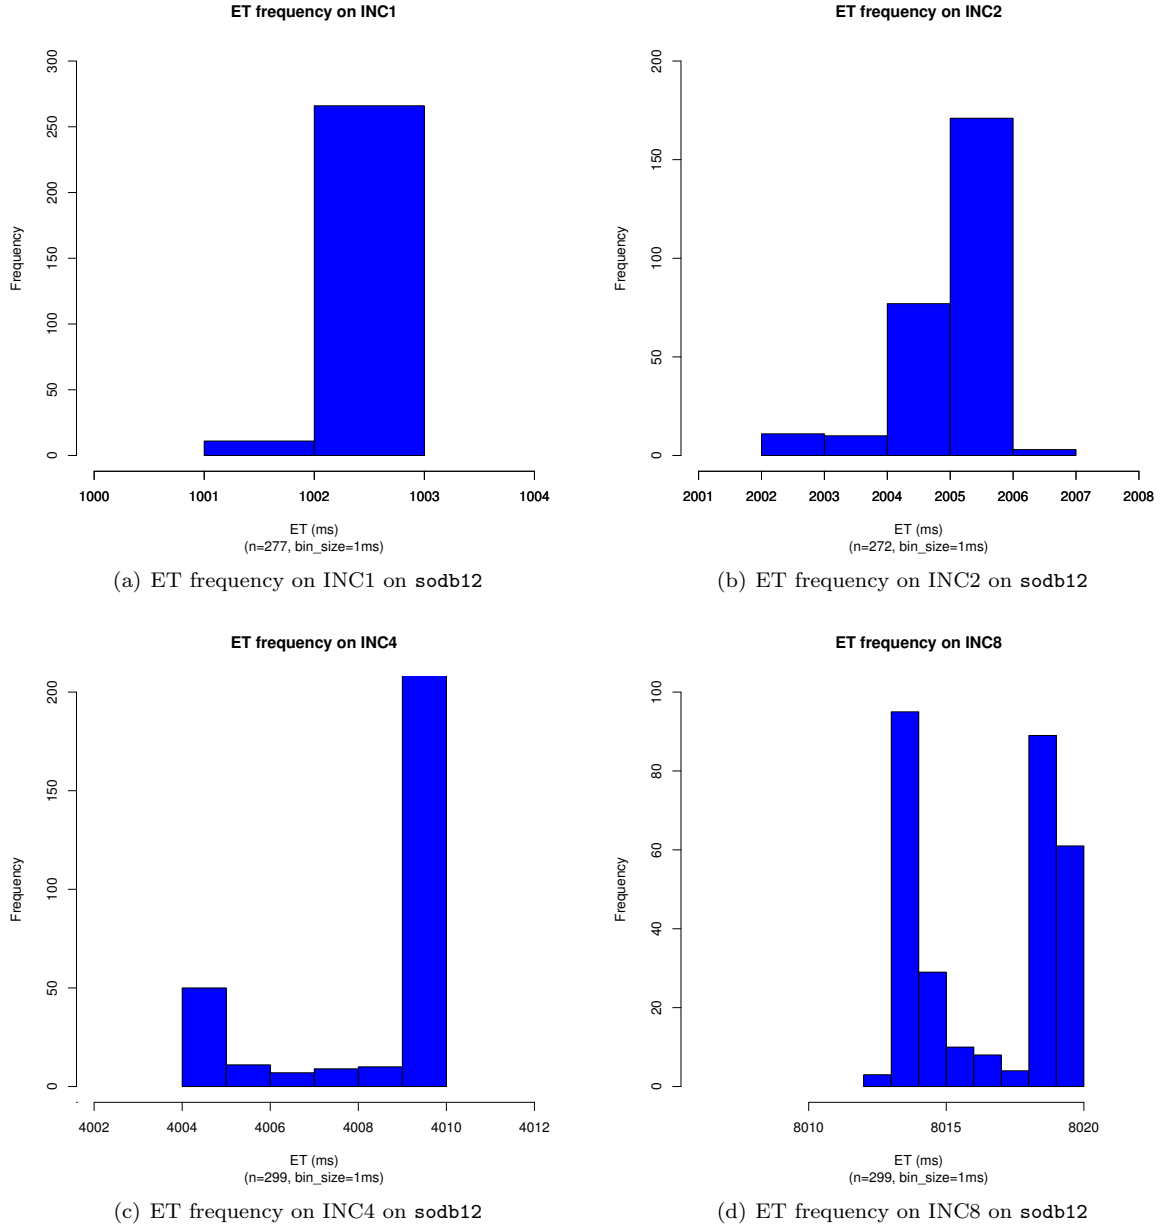 ET frequency on INC1
Frequency
0 50 100 150 200 250 300
1000 1001 1002 1003 1004
ET (ms)
(n=277, bin_size=1ms)
(a) ET frequency on INC1 on sodb12
ET frequency on INC2
Frequency
0 50 100 150 200
2001 2002 2003 2004 2005 2006 2007 2008
ET (ms)
(n=272, bin_size=1ms)
(b) ET frequency on INC2 on sodb12
ET frequency on INC4
Frequency
0 50 100 150 200
4002 4004 4006 4008 4010 4012
ET (ms)
(n=299, bin_size=1ms)
(c) ET frequency on INC4 on sodb12
ET frequency on INC8
Frequency
0 20 40 60 80 100
8010 8015 8020
ET (ms)
(n=299, bin_size=1ms)
(d) ET frequency on INC8 on sodb12